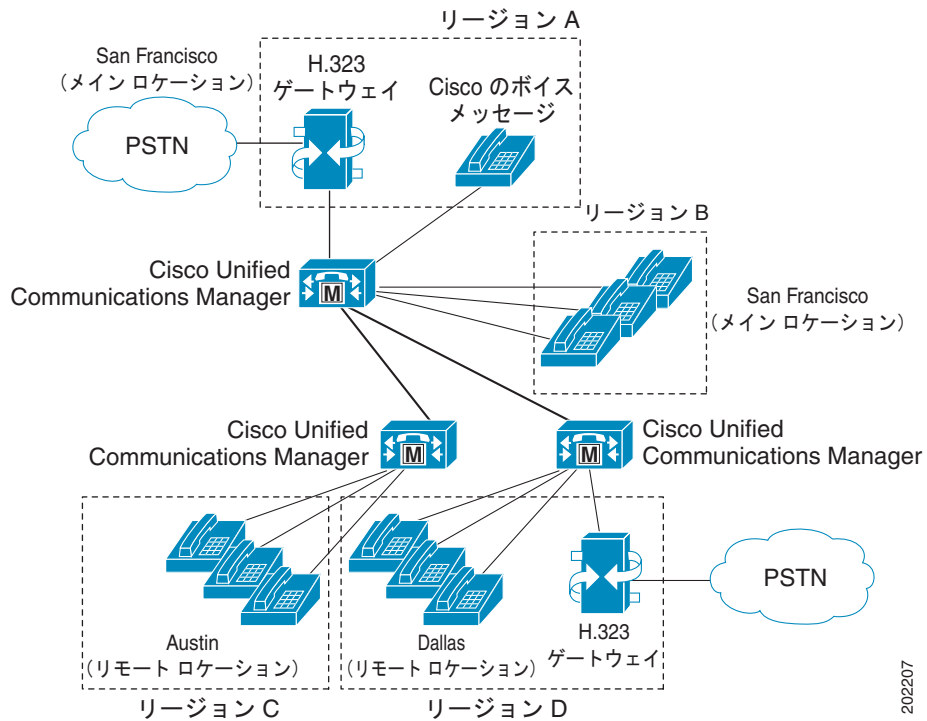 リージョン A
San Francisco
（メイン ロケーション）
H.323
ゲートウェイ
Cisco のボイス
メッセージ
PSTN
リージョン B
Cisco Unified
Communications Manager
M
San Francisco
（メイン ロケーション）
Cisco Unified
Communications Manager
M
M
Cisco Unified
Communications Manager
PSTN
Austin
（リモート ロケーション）
Dallas
（リモート ロケーション）
H.323
ゲートウェイ
リージョン C
リージョン D
202207